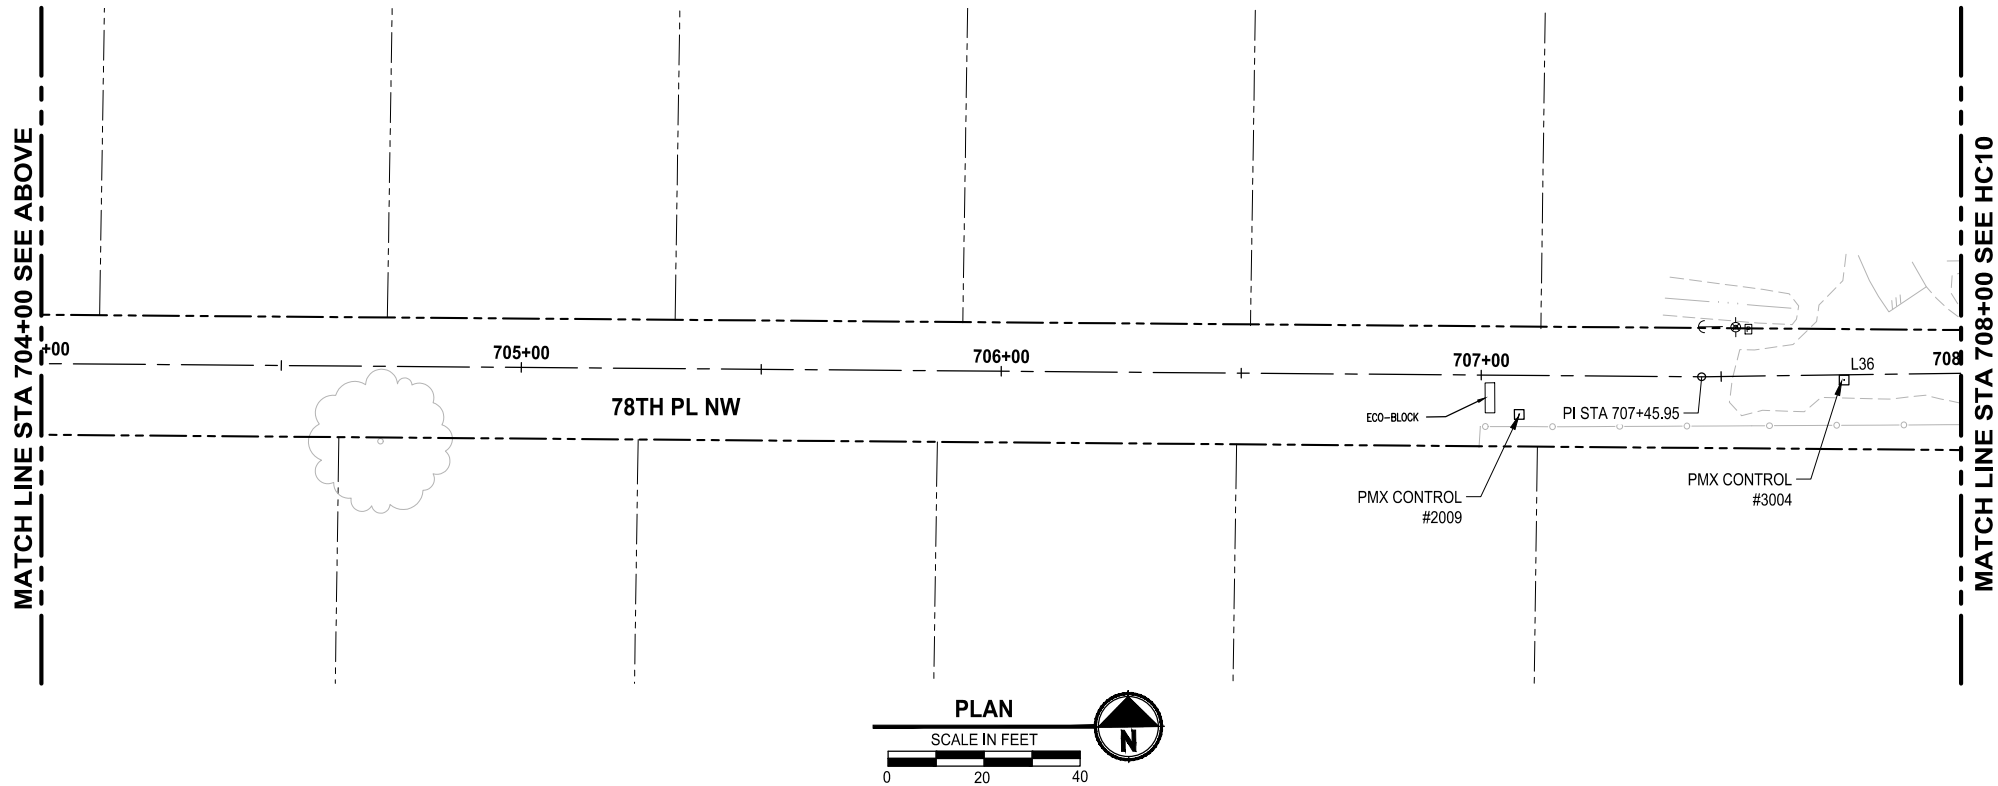 MATCH LINE STA 704+00 SEE ABOVE
+00
705+00
706+00
707+00
708
L36
78TH PL NW
ECO-BLOCK
PI STA 707+45.95
PMX CONTROL
#2009
PMX CONTROL
#3004
MATCH LINE STA 708+00 SEE HC10
PLAN
SCALE IN FEET
0 20 40
N